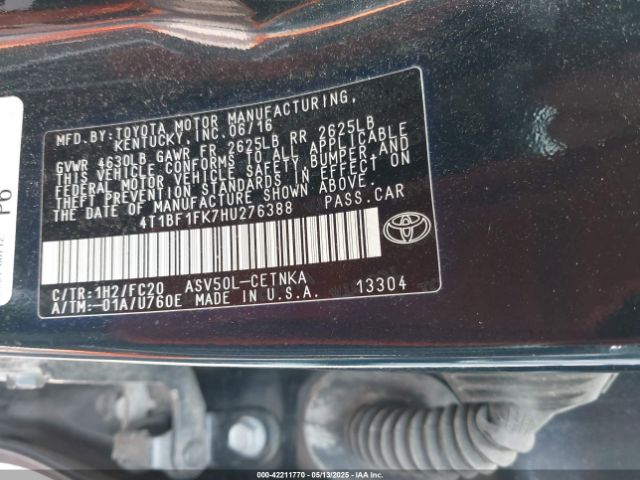 MFD.BY:TOYOTA MOTOR MANUFACTURING,
KENTUCKY, INC. 06/16
GVWR 4630LB GAWR FR 2625LB RR 2625LB
THIS VEHICLE CONFORMS TO ALL APPLICABLE
FEDERAL MOTOR VEHICLE SAFETY, BUMPER AND
THEFT PREVENTION STANDARDS IN EFFECT ON
THE DATE OF MANUFACTURE SHOWN ABOVE.
4T1BF1FK7HU276388 PASS.CAR
C/TR:1H2/FC20 ASV50L-CETNKA
A/TM:-01A/U760E MADE IN U.S.A. 13304
P6
000-42211770 | 05/13/2025 - IAAI.COM